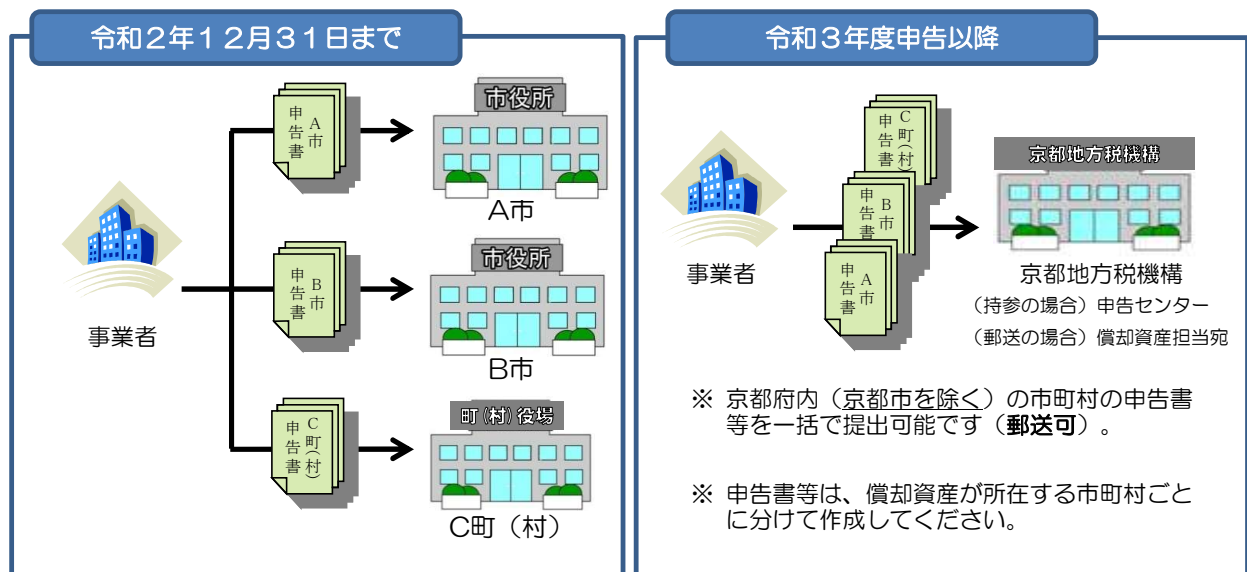 令和２年１２月３１日まで
申告書 A市
市役所
A市
事業者
申告書 B市
市役所
B市
申告書 C町(村)
町(村)役場
C町（村）
令和３年度申告以降
事業者
申告書 C町(村)
申告書 B市
申告書 A市
京都地方税機構
京都地方税機構
（持参の場合）申告センター
（郵送の場合）償却資産担当宛
※ 京都府内（京都市を除く）の市町村の申告書
等を一括で提出可能です（郵送可）。
※ 申告書等は、償却資産が所在する市町村ごと
に分けて作成してください。